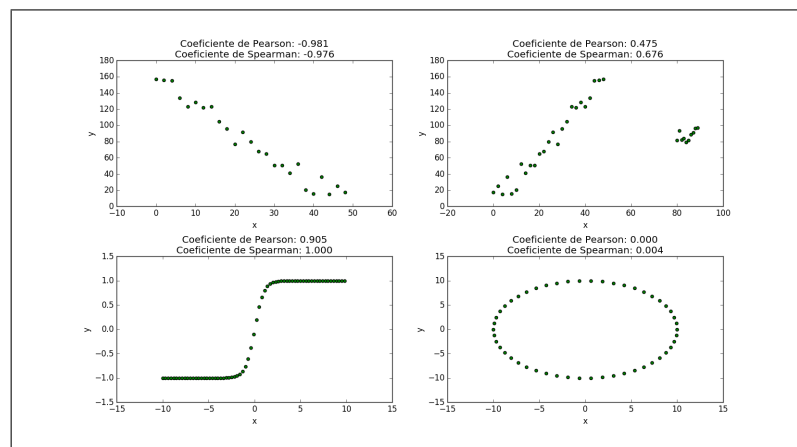 Coeficiente de Pearson: -0.981
Coeficiente de Spearman: -0.976
180
160
140
120
100
80
60
40
20
0
y
−10 0 10 20 30 40 50 60
x
Coeficiente de Pearson: 0.475
Coeficiente de Spearman: 0.676
180
160
140
120
100
80
60
40
20
0
y
−20 0 20 40 60 80 100
x
Coeficiente de Pearson: 0.905
Coeficiente de Spearman: 1.000
1.5
1.0
0.5
0.0
−0.5
−1.0
−1.5
y
−15 −10 −5 0 5 10 15
x
Coeficiente de Pearson: 0.000
Coeficiente de Spearman: 0.004
15
10
5
0
−5
−10
−15
y
−15 −10 −5 0 5 10 15
x